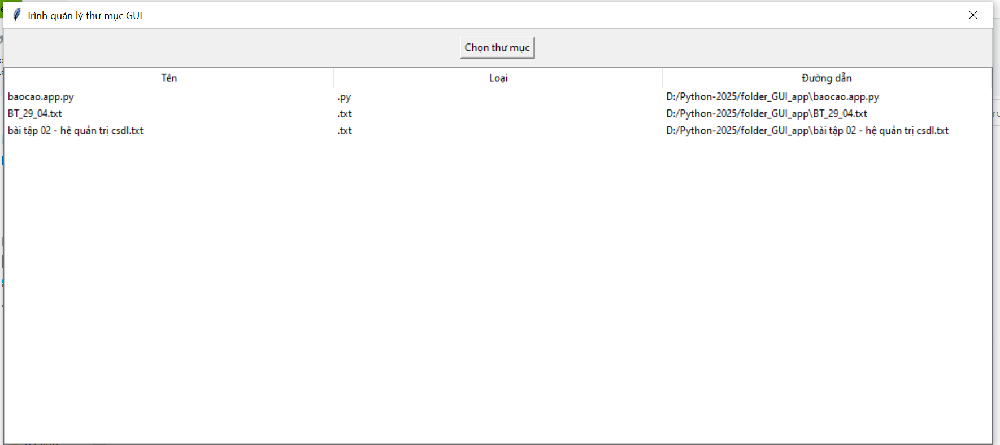 Trình quản lý thư mục GUI
Chọn thư mục
Tên Loại Đường dẫn
baocao.app.py .py D:/Python-2025/folder_GUI_app\baocao.app.py
BT_29_04.txt .txt D:/Python-2025/folder_GUI_app\BT_29_04.txt
bài tập 02 - hệ quản trị csdl.txt .txt D:/Python-2025/folder_GUI_app\bài tập 02 - hệ quản trị csdl.txt